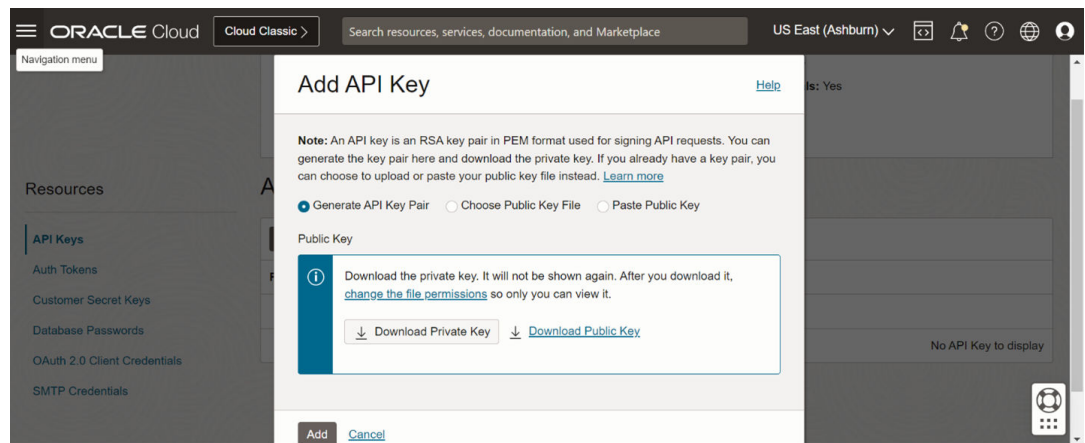 ORACLE Cloud
Cloud Classic >
Search resources, services, documentation, and Marketplace
US East (Ashburn)
Navigation menu
Add API Key
Help
ls: Yes
Note: An API key is an RSA key pair in PEM format used for signing API requests. You can
generate the key pair here and download the private key. If you already have a key pair, you
can choose to upload or paste your public key file instead. Learn more
Resources
A
Generate API Key Pair
Choose Public Key File
Paste Public Key
API Keys
Public Key
Auth Tokens
Download the private key. It will not be shown again. After you download it,
change the file permissions so only you can view it.
Customer Secret Keys
Database Passwords
Download Private Key
Download Public Key
No API Key to display
OAuth 2.0 Client Credentials
SMTP Credentials
Add
Cancel